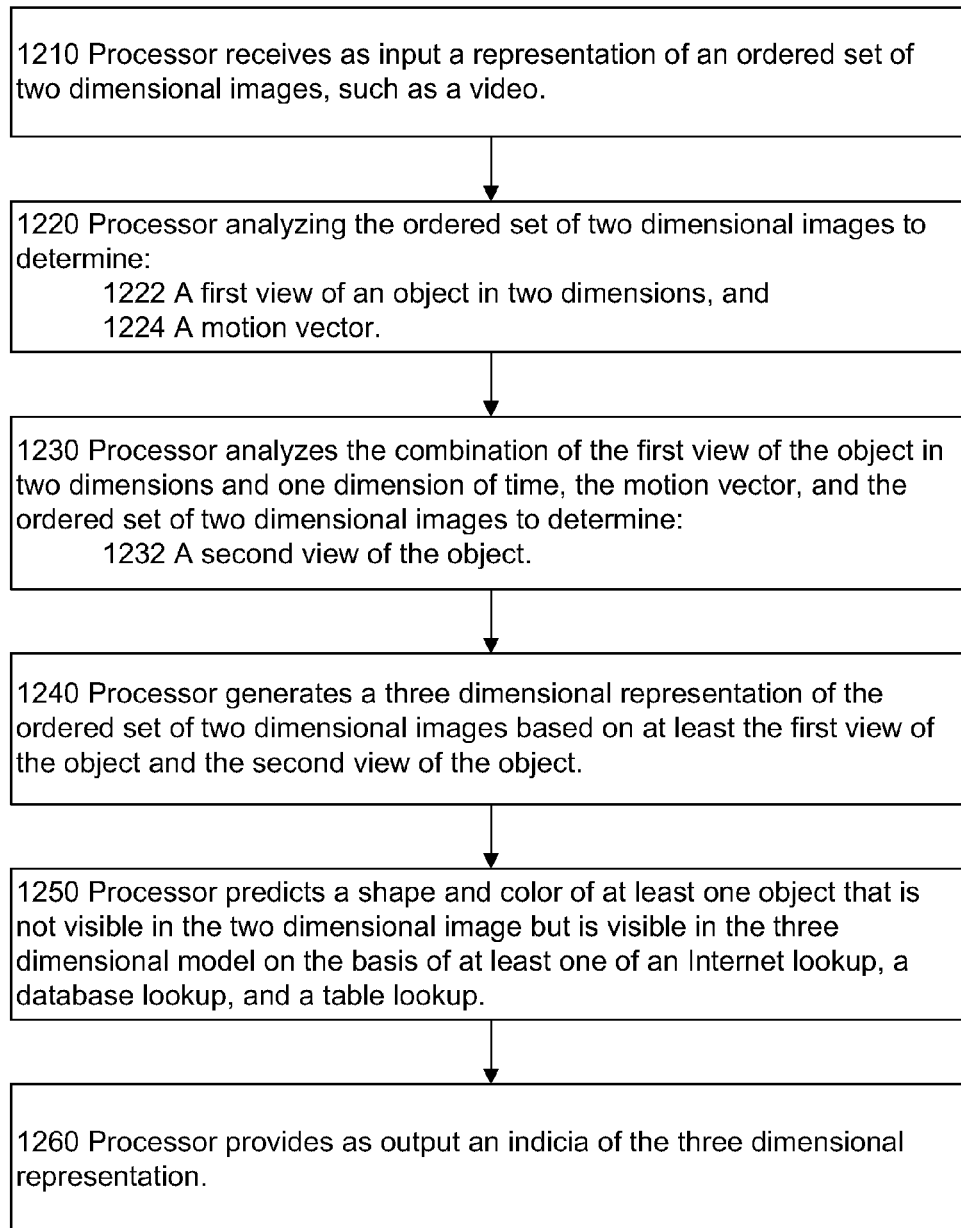 1210 Processor receives as input a representation of an ordered set of
two dimensional images, such as a video.
1220 Processor analyzing the ordered set of two dimensional images to
determine:
1222 A first view of an object in two dimensions, and
1224 A motion vector.
1230 Processor analyzes the combination of the first view of the object in
two dimensions and one dimension of time, the motion vector, and the
ordered set of two dimensional images to determine:
1232 A second view of the object.
1240 Processor generates a three dimensional representation of the
ordered set of two dimensional images based on at least the first view of
the object and the second view of the object.
1250 Processor predicts a shape and color of at least one object that is
not visible in the two dimensional image but is visible in the three
dimensional model on the basis of at least one of an Internet lookup, a
database lookup, and a table lookup.
1260 Processor provides as output an indicia of the three dimensional
representation.